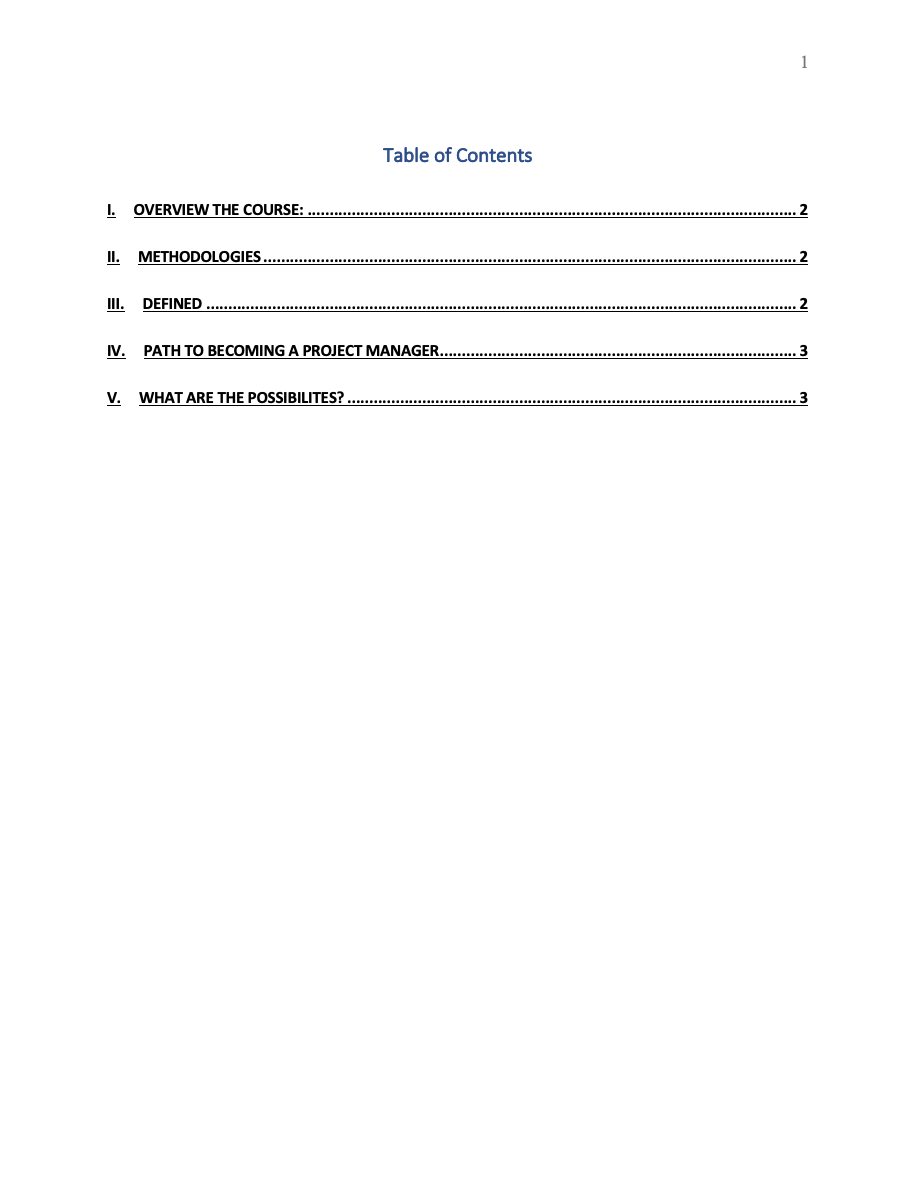 1
Table of Contents
I. OVERVIEW THE COURSE: ........................................................................................................ 2
II. METHODOLOGIES ........................................................................................................ 2
III. DEFINED ........................................................................................................ 2
IV. PATH TO BECOMING A PROJECT MANAGER ........................................................................................................ 3
V. WHAT ARE THE POSSIBILITES? ........................................................................................................ 3